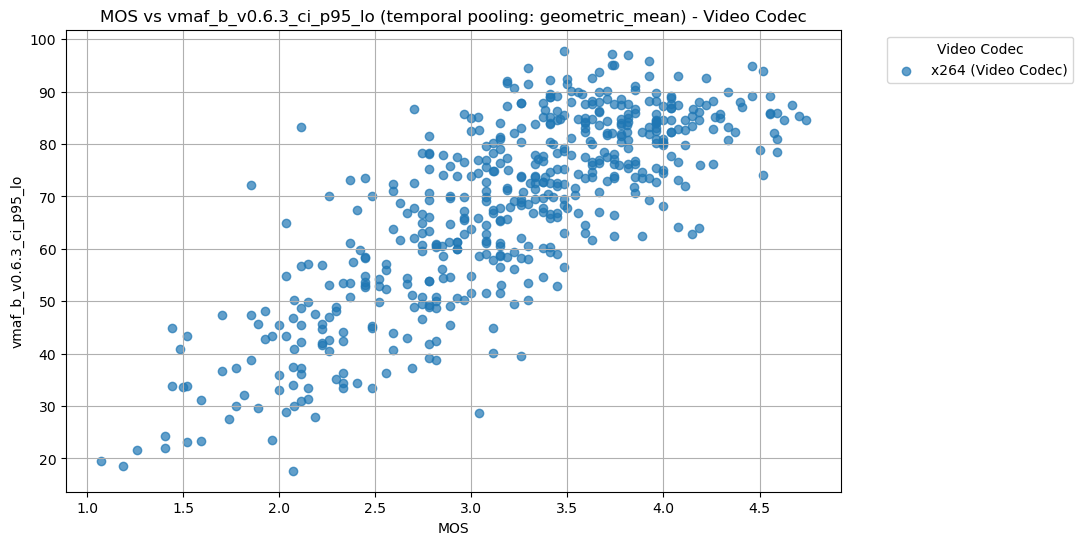 MOS vs vmaf_b_v0.6.3_ci_p95_lo (temporal pooling: geometric_mean) - Video Codec
Video Codec
x264 (Video Codec)
vmaf_b_v0.6.3_ci_p95_lo
100
90
80
70
60
50
40
30
20
1.0 1.5 2.0 2.5 3.0 3.5 4.0 4.5
MOS